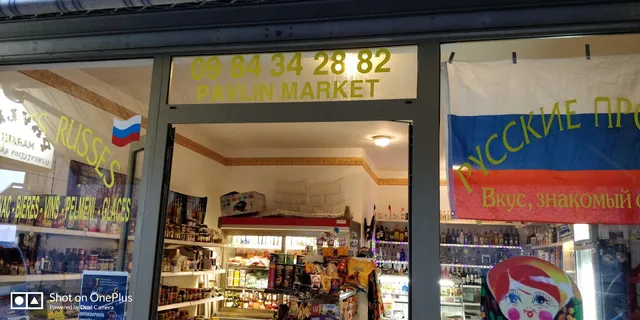 09 84 34 28 82
PAVLIN MARKET
RUSSES
BIERES VINS PELMENI GLACES
РУССКИЕ
Вкус, знакомый с
Shot on OnePlus
Powered by Dual Camera